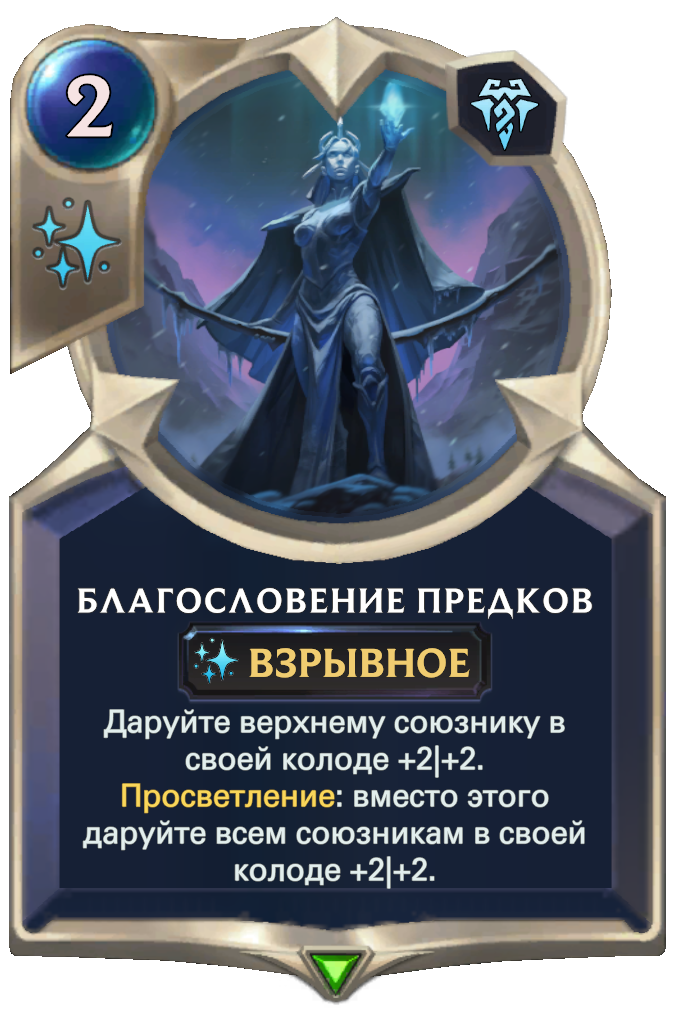 2
БЛАГОСЛОВЕНИЕ ПРЕДКОВ
ВЗРЫВНОЕ
Даруйте верхнему союзнику в
своей колоде +2|+2.
Просветление: вместо этого
даруйте всем союзникам в своей
колоде +2|+2.